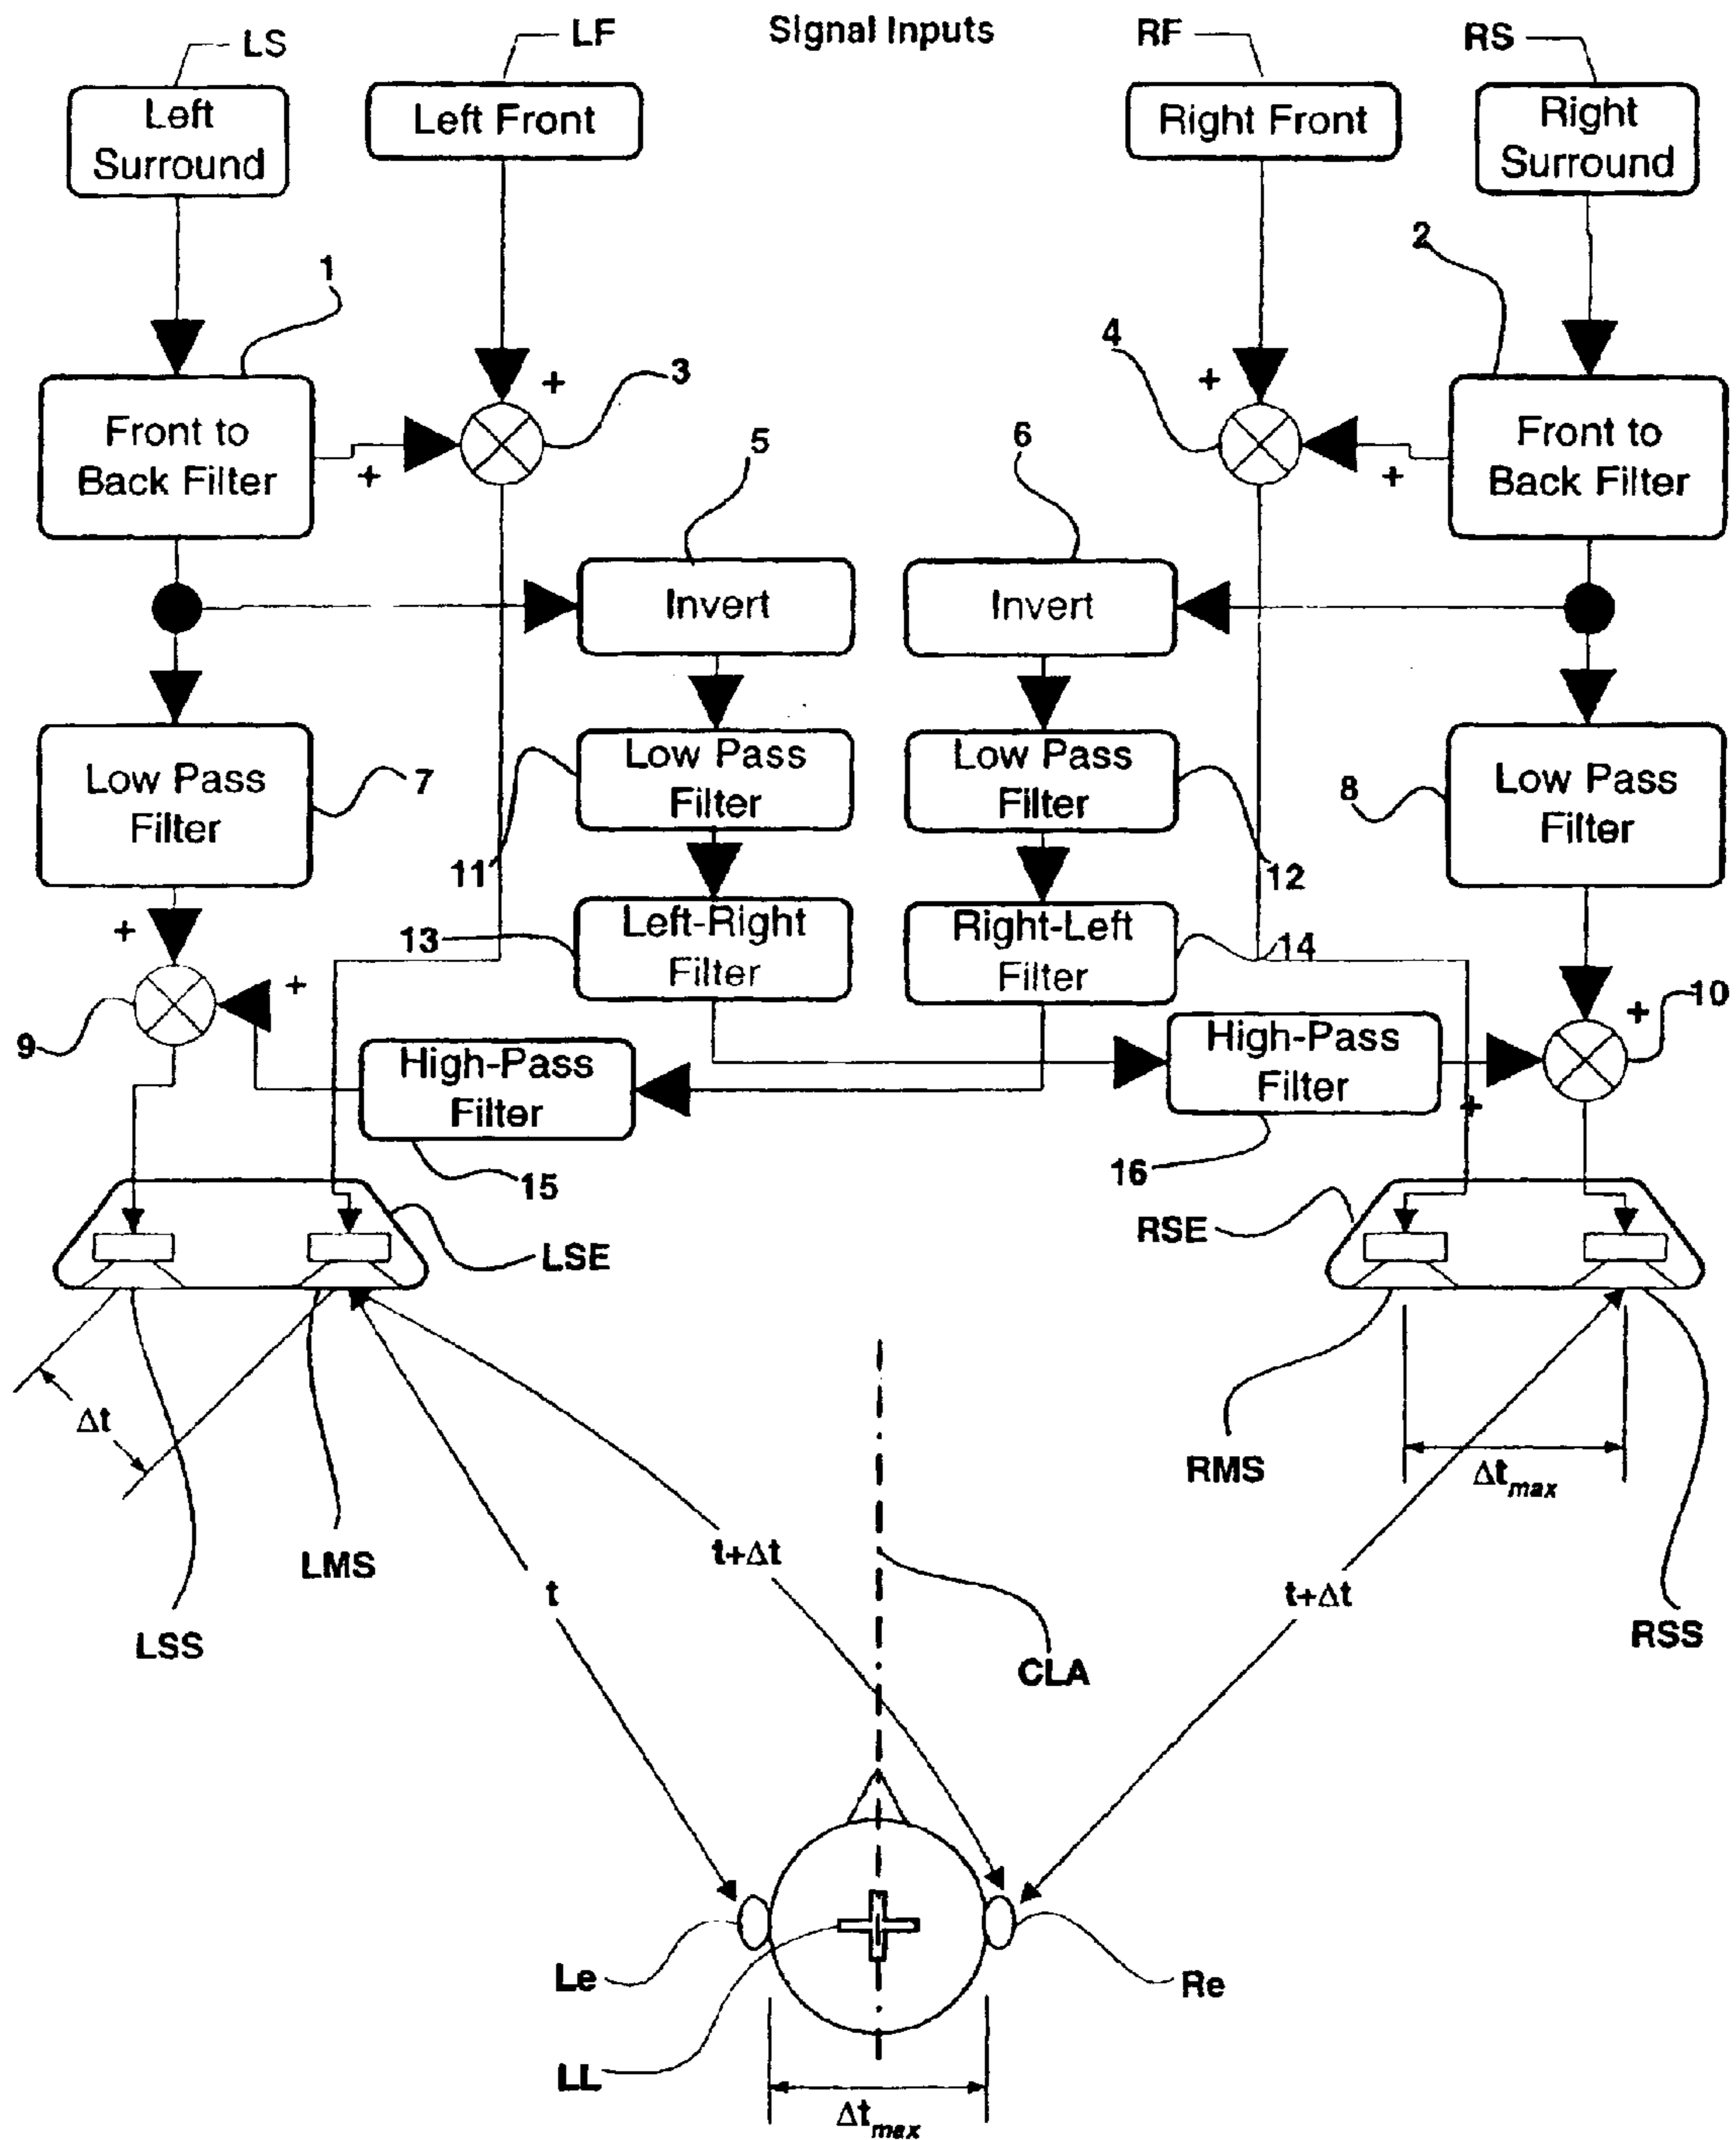 Signal Inputs
LS
LF
RF
RS
Left
Surround
Left Front
Right Front
Right
Surround
1
2
3
4
Front to
Back Filter
+
+
+
+
Front to
Back Filter
5
6
Invert
Invert
Low Pass
Filter
7
Low Pass
Filter
11
Low Pass
Filter
12
8
Low Pass
Filter
+
13
Left-Right
Filter
Right-Left
Filter
14
+
9
+
10
High-Pass
Filter
15
High-Pass
Filter
16
+
LSE
RSE
Δt
LMS
LSS
RMS
Δtmax
RSS
t
t+Δt
t+Δt
CLA
Le
Re
LL
Δtmax